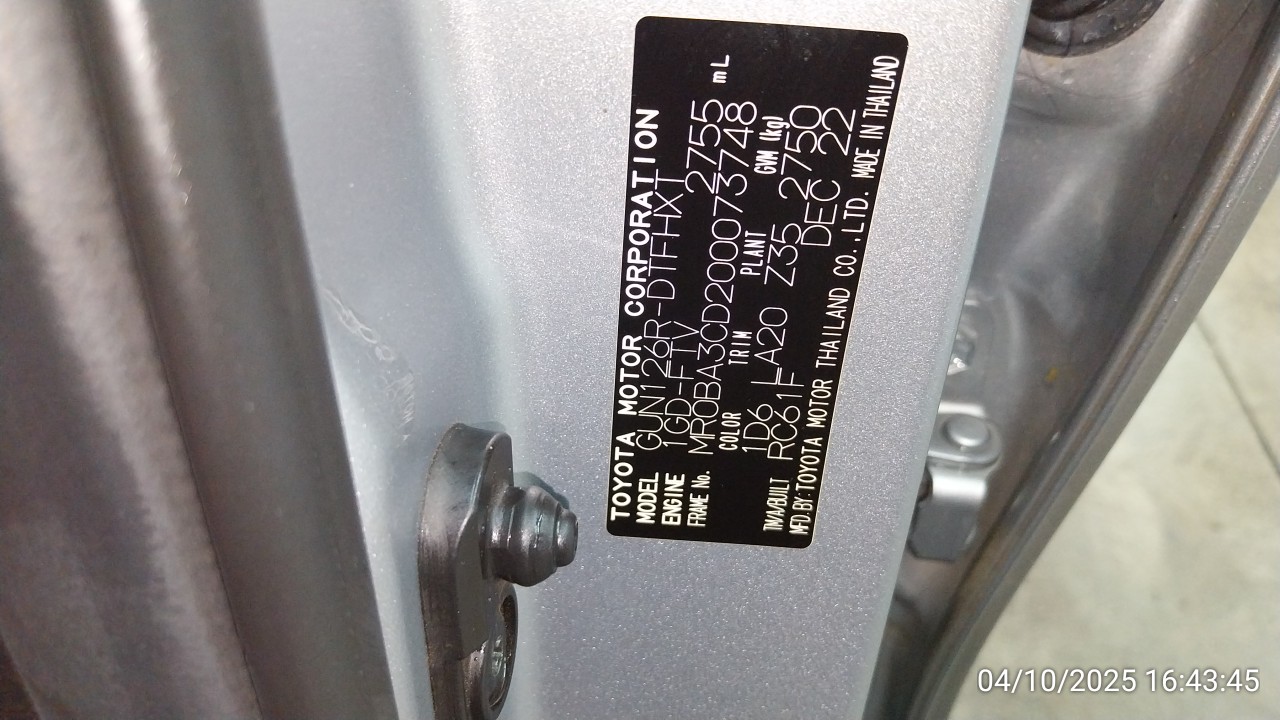 TOYOTA MOTOR CORPORATION
MODEL GUN126R-DTFHXT
ENGINE 1GD-FTV 2755 mL
FRAME No. MR0BA3CD200073748
COLOR TRIM PLANT GVM (kg)
1D6 LA20 Z35 2750
TMA/BUILT RC61F DEC 22
MFD.BY:TOYOTA MOTOR THAILAND CO.,LTD. MADE IN THAILAND
04/10/2025 16:43:45